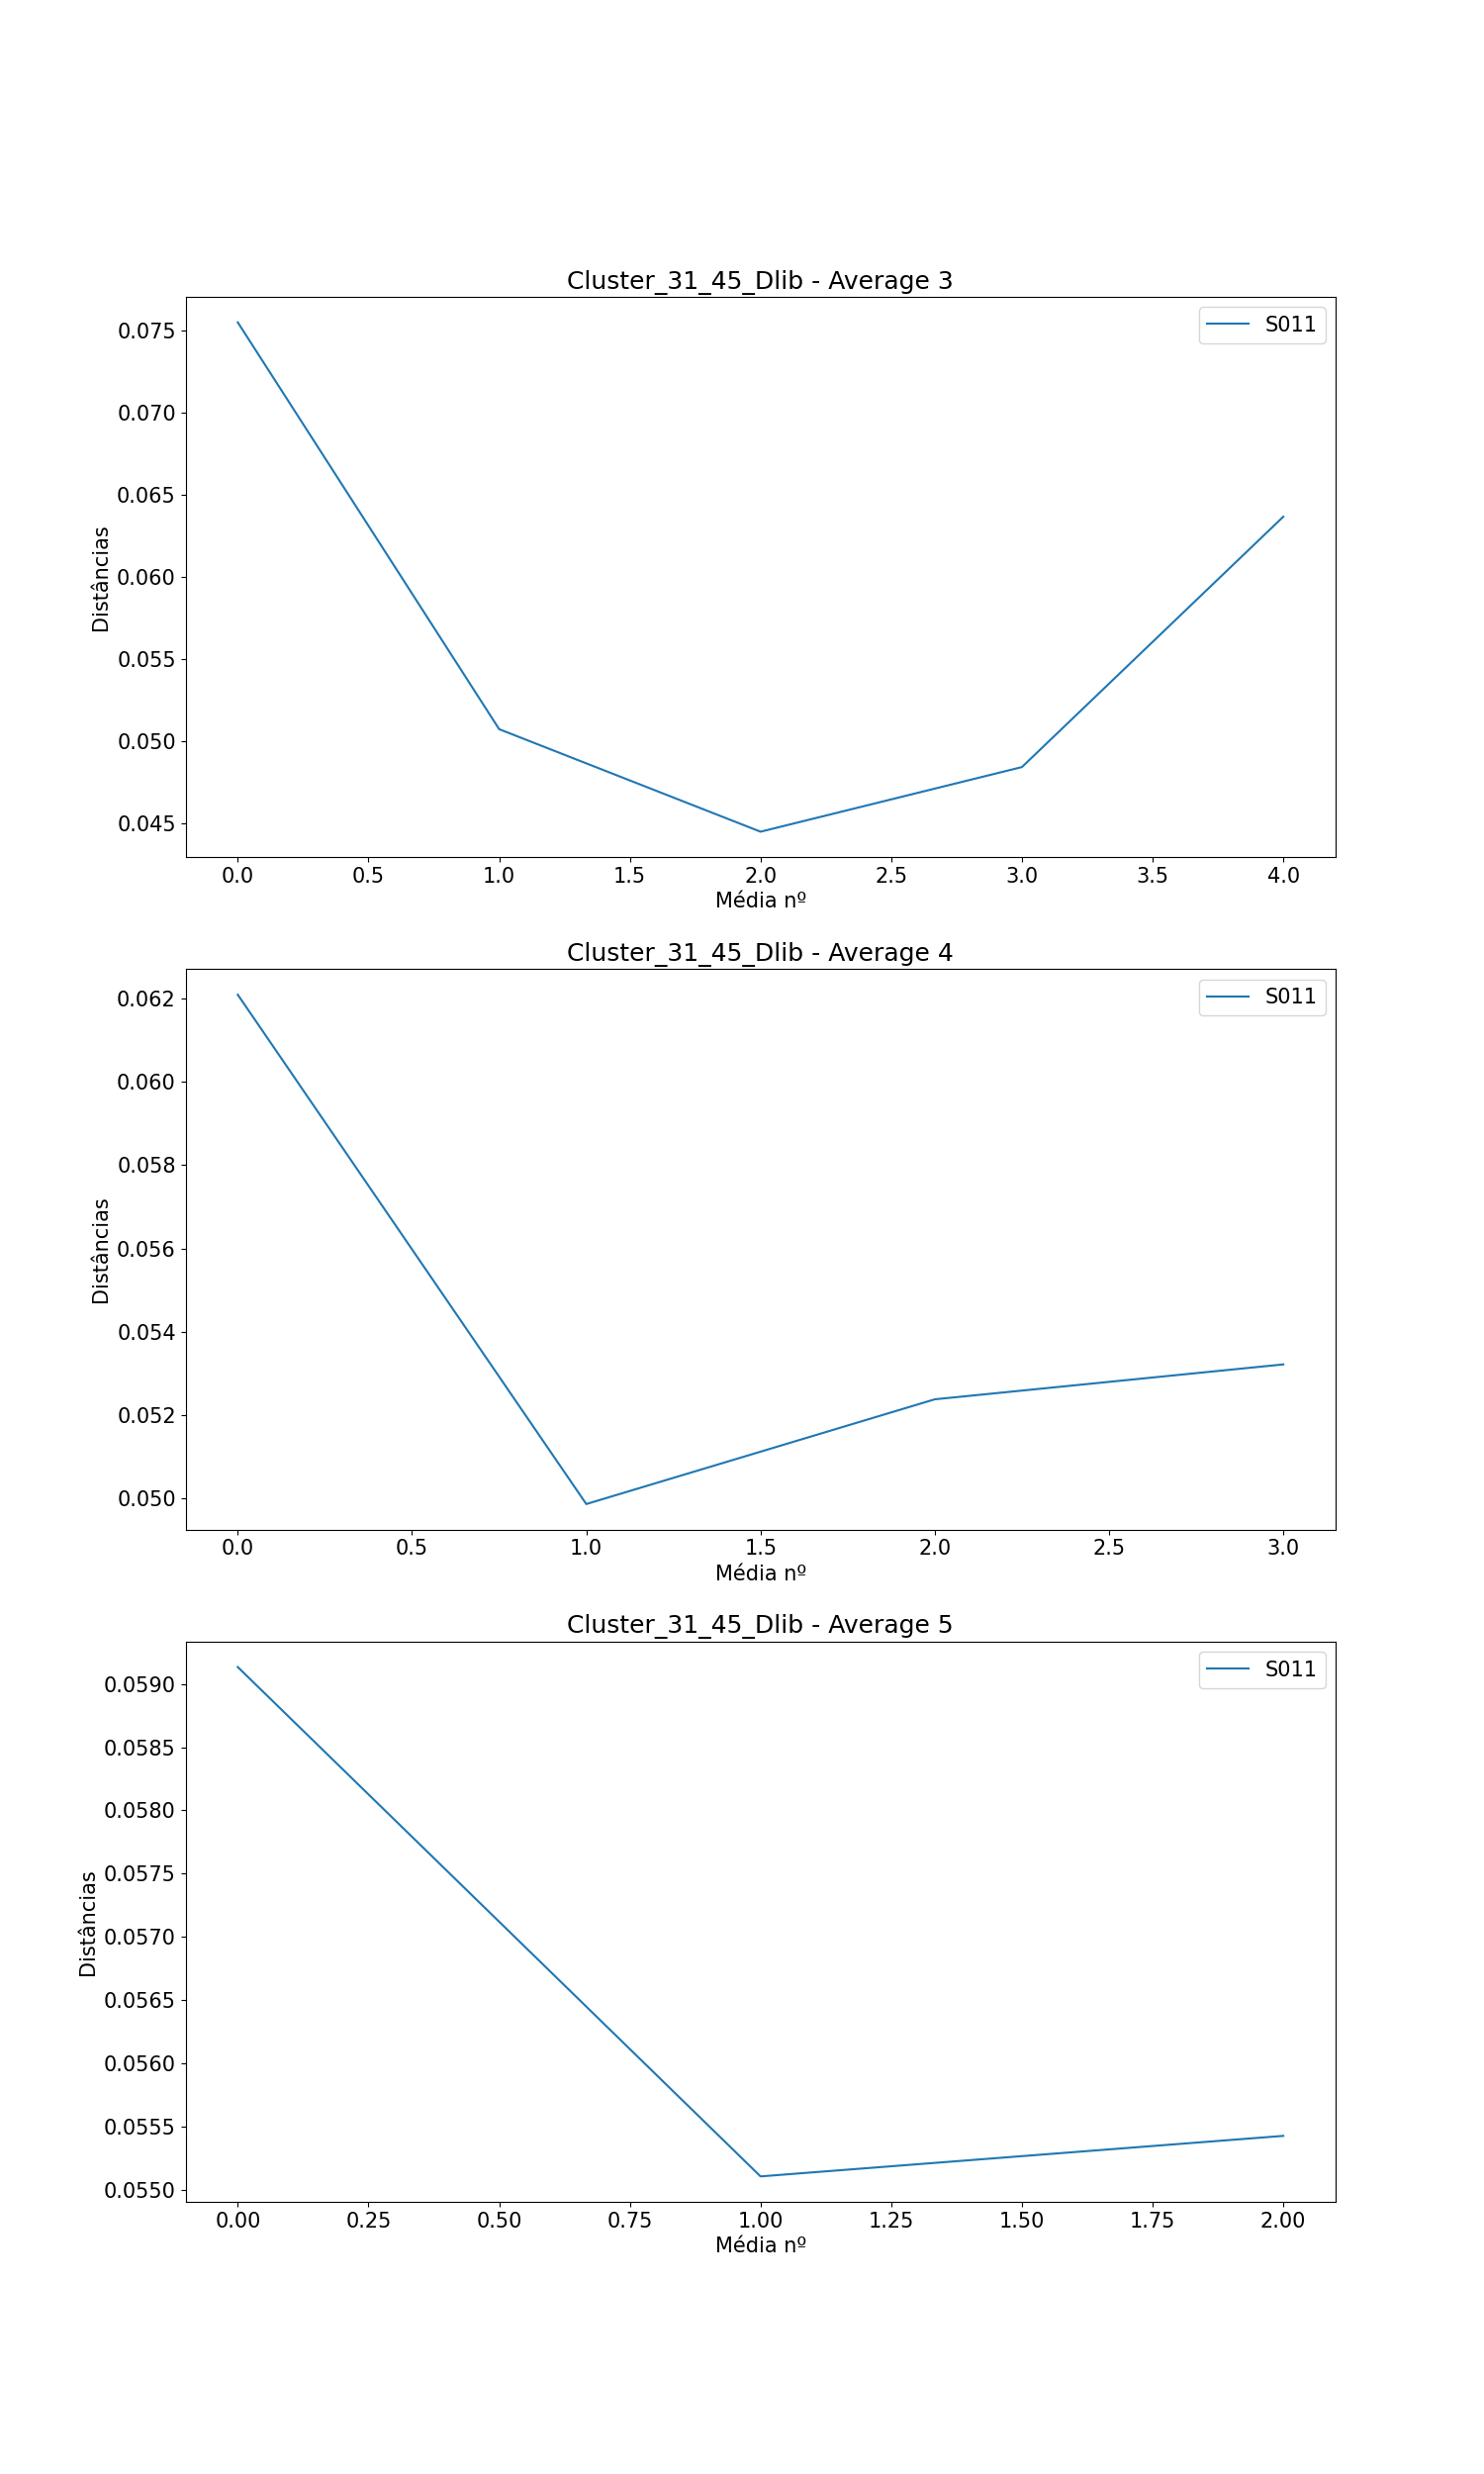 Cluster_31_45_Dlib - Average 3
S011
0.075
0.070
0.065
0.060
0.055
0.050
0.045
Distâncias
0.0 0.5 1.0 1.5 2.0 2.5 3.0 3.5 4.0
Média nº
Cluster_31_45_Dlib - Average 4
S011
0.062
0.060
0.058
0.056
0.054
0.052
0.050
Distâncias
0.0 0.5 1.0 1.5 2.0 2.5 3.0
Média nº
Cluster_31_45_Dlib - Average 5
S011
0.0590
0.0585
0.0580
0.0575
0.0570
0.0565
0.0560
0.0555
0.0550
Distâncias
0.00 0.25 0.50 0.75 1.00 1.25 1.50 1.75 2.00
Média nº